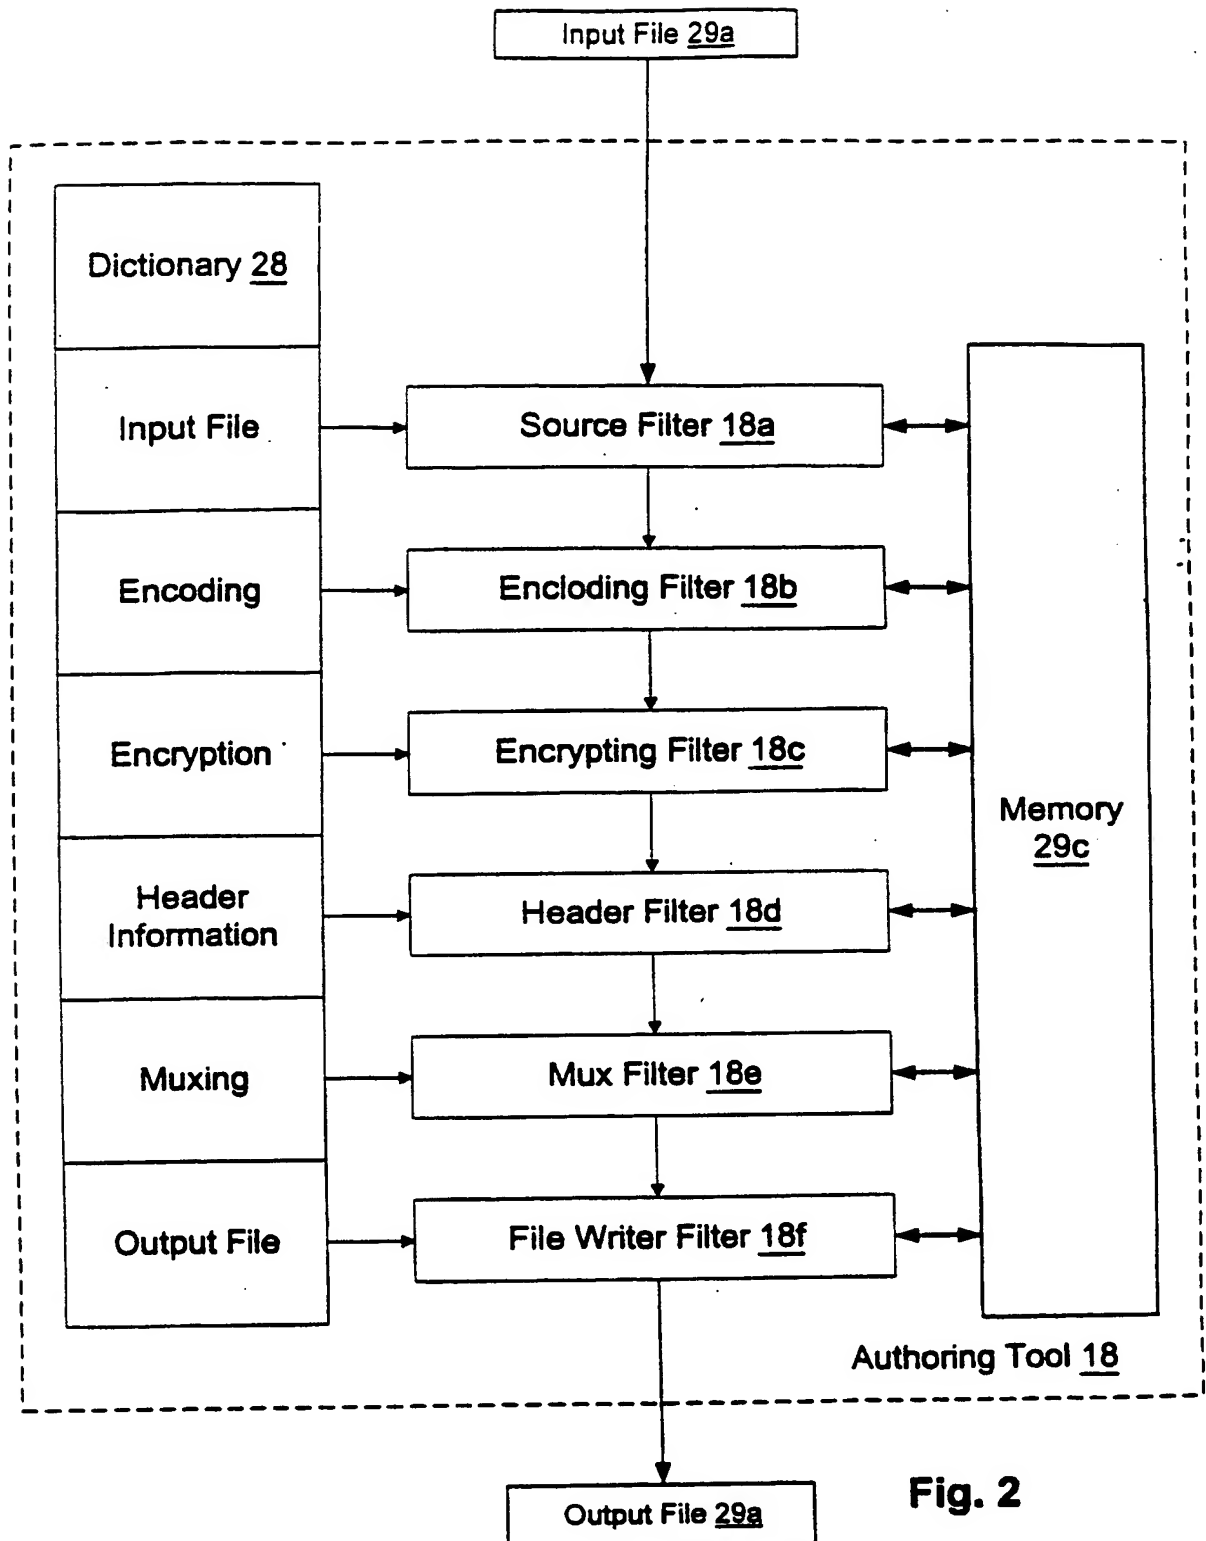 Input File 29a
Dictionary 28
Input File
Source Filter 18a
Encoding
Encloding Filter 18b
Encryption
Encrypting Filter 18c
Memory
29c
Header
Information
Header Filter 18d
Muxing
Mux Filter 18e
Output File
File Writer Filter 18f
Authoring Tool 18
Output File 29a
Fig. 2